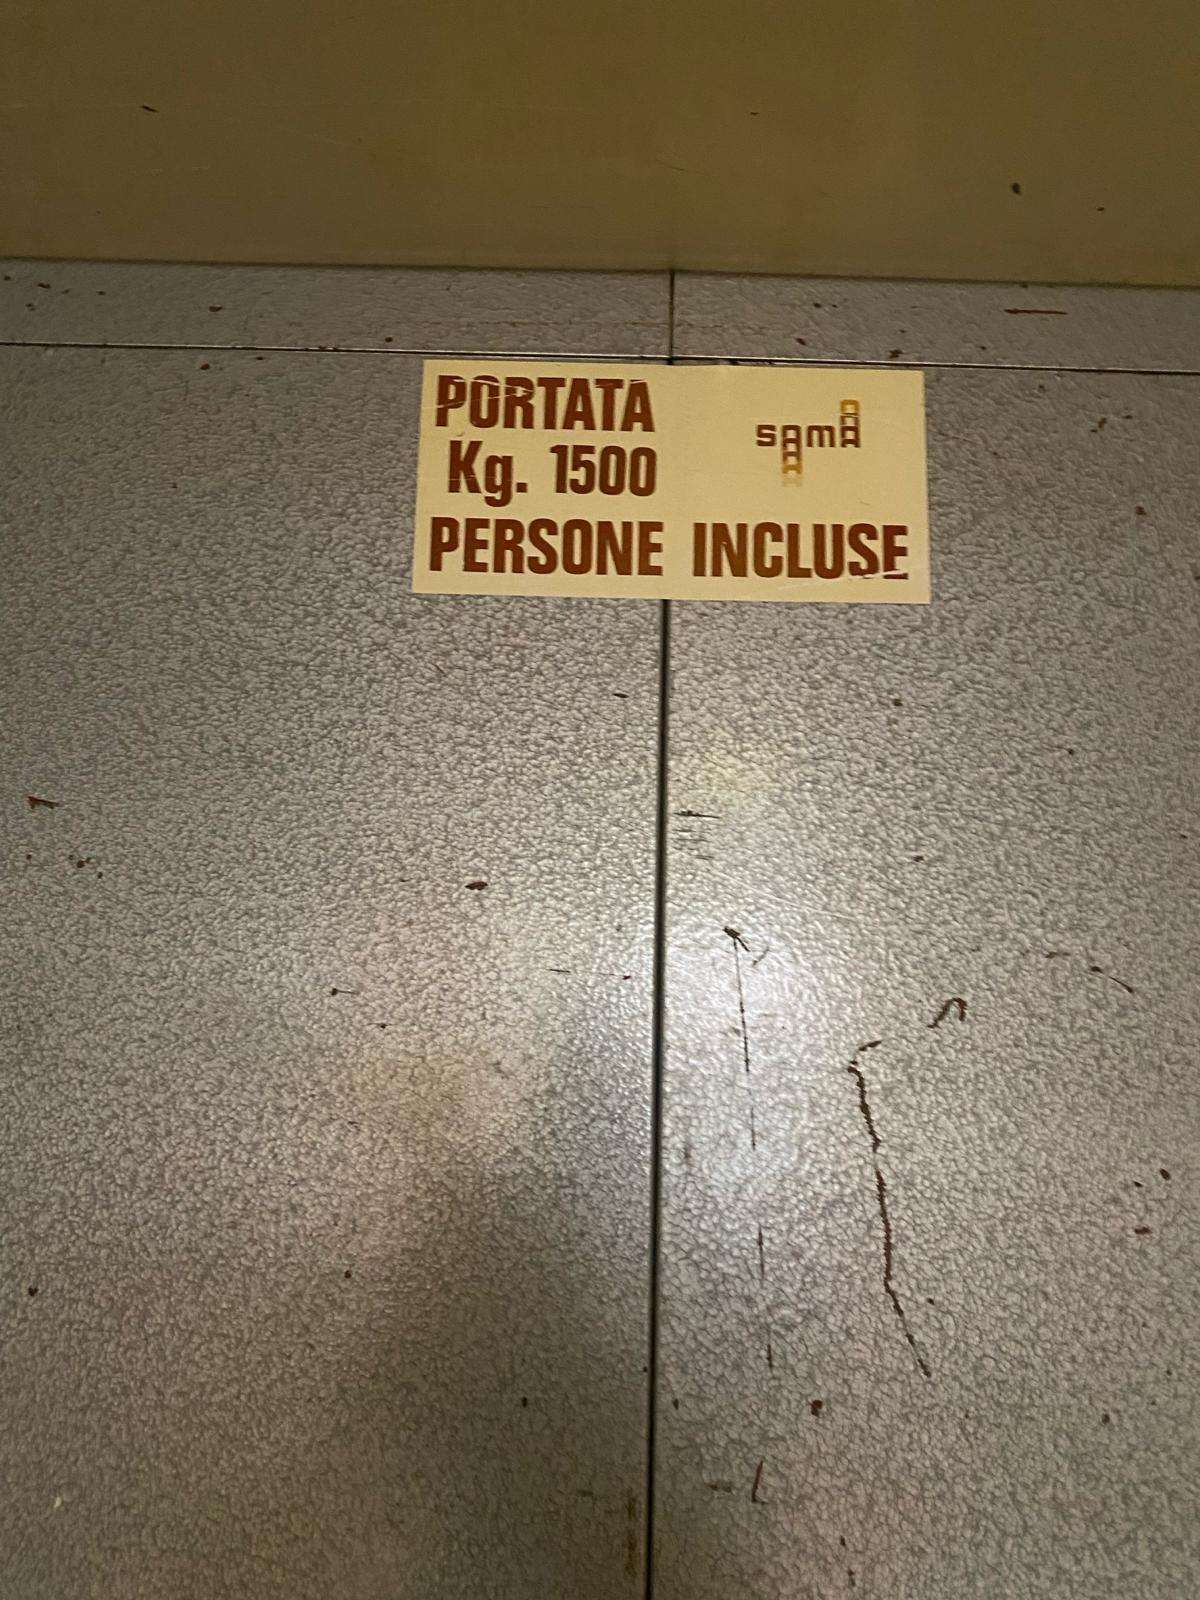 PORTATA
Kg. 1500
sama
PERSONE INCLUSE